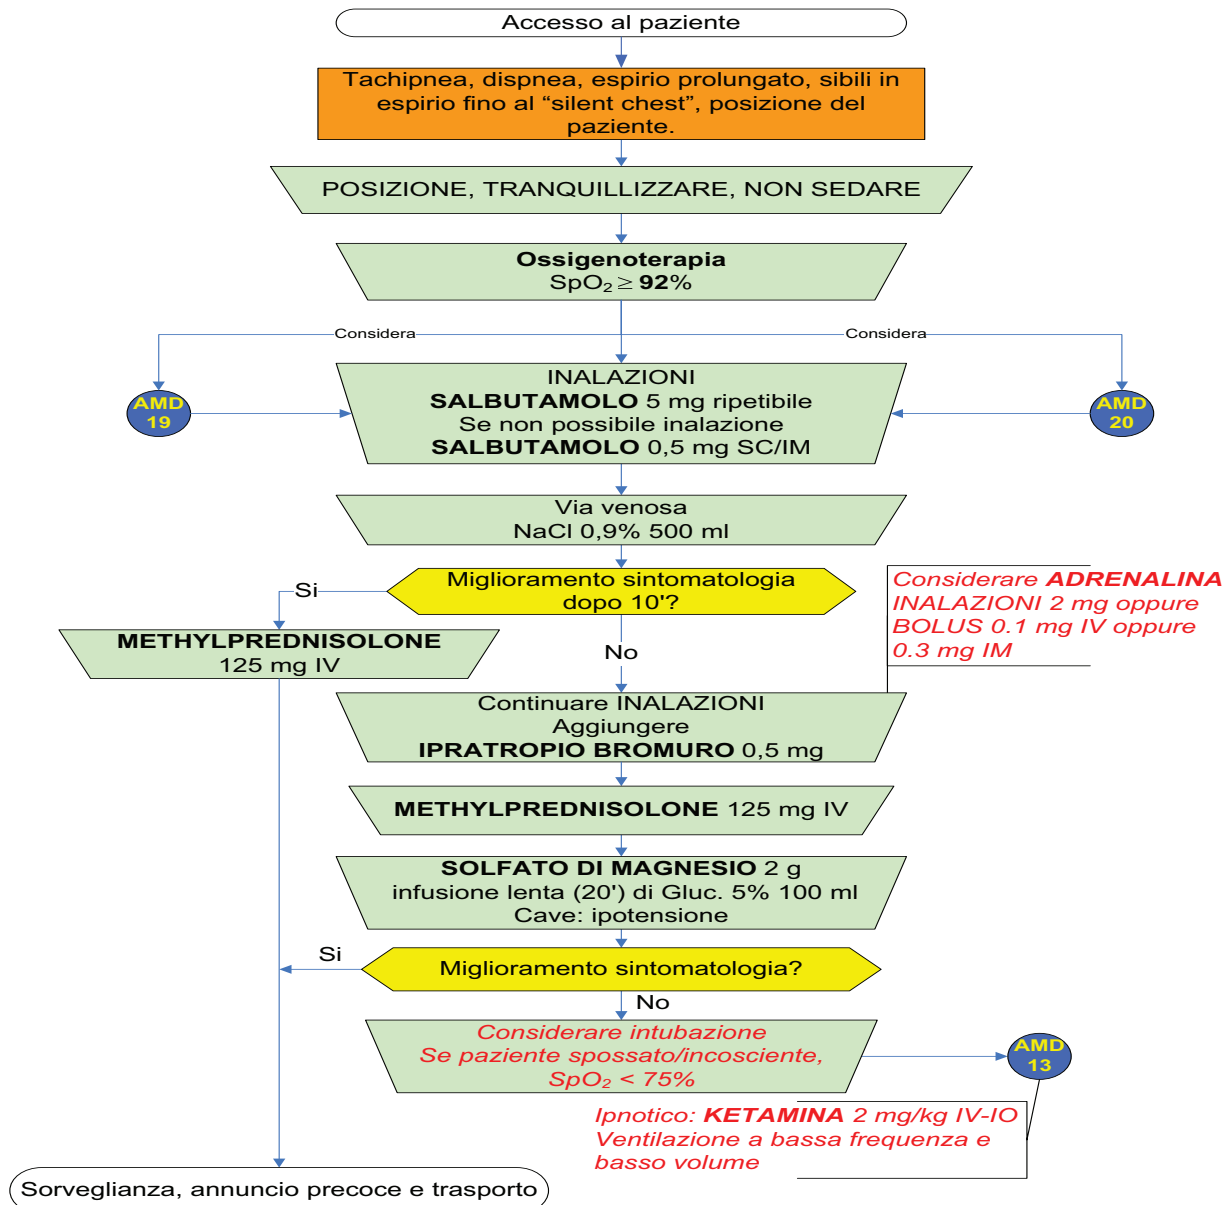 Accesso al paziente
Tachipnea, dispnea, espirio prolungato, sibili in
espirio fino al “silent chest”, posizione del
paziente.
POSIZIONE, TRANQUILLIZZARE, NON SEDARE
Ossigenoterapia
SpO₂ ≥ 92%
Considera
Considera
AMD
19
INALAZIONI
SALBUTAMOLO 5 mg ripetibile
Se non possibile inalazione
SALBUTAMOLO 0,5 mg SC/IM
AMD
20
Via venosa
NaCl 0,9% 500 ml
Miglioramento sintomatologia
dopo 10'?
Si
METHYLPREDNISOLONE
125 mg IV
No
Considerare ADRENALINA
INALAZIONI 2 mg oppure
BOLUS 0.1 mg IV oppure
0.3 mg IM
Continuare INALAZIONI
Aggiungere
IPRATROPIO BROMURO 0,5 mg
METHYLPREDNISOLONE 125 mg IV
SOLFATO DI MAGNESIO 2 g
infusione lenta (20') di Gluc. 5% 100 ml
Cave: ipotensione
Si
Miglioramento sintomatologia?
No
Considerare intubazione
Se paziente spossato/incosciente,
SpO₂ < 75%
AMD
13
Ipnotico: KETAMINA 2 mg/kg IV-IO
Ventilazione a bassa frequenza e
basso volume
Sorveglianza, annuncio precoce e trasporto